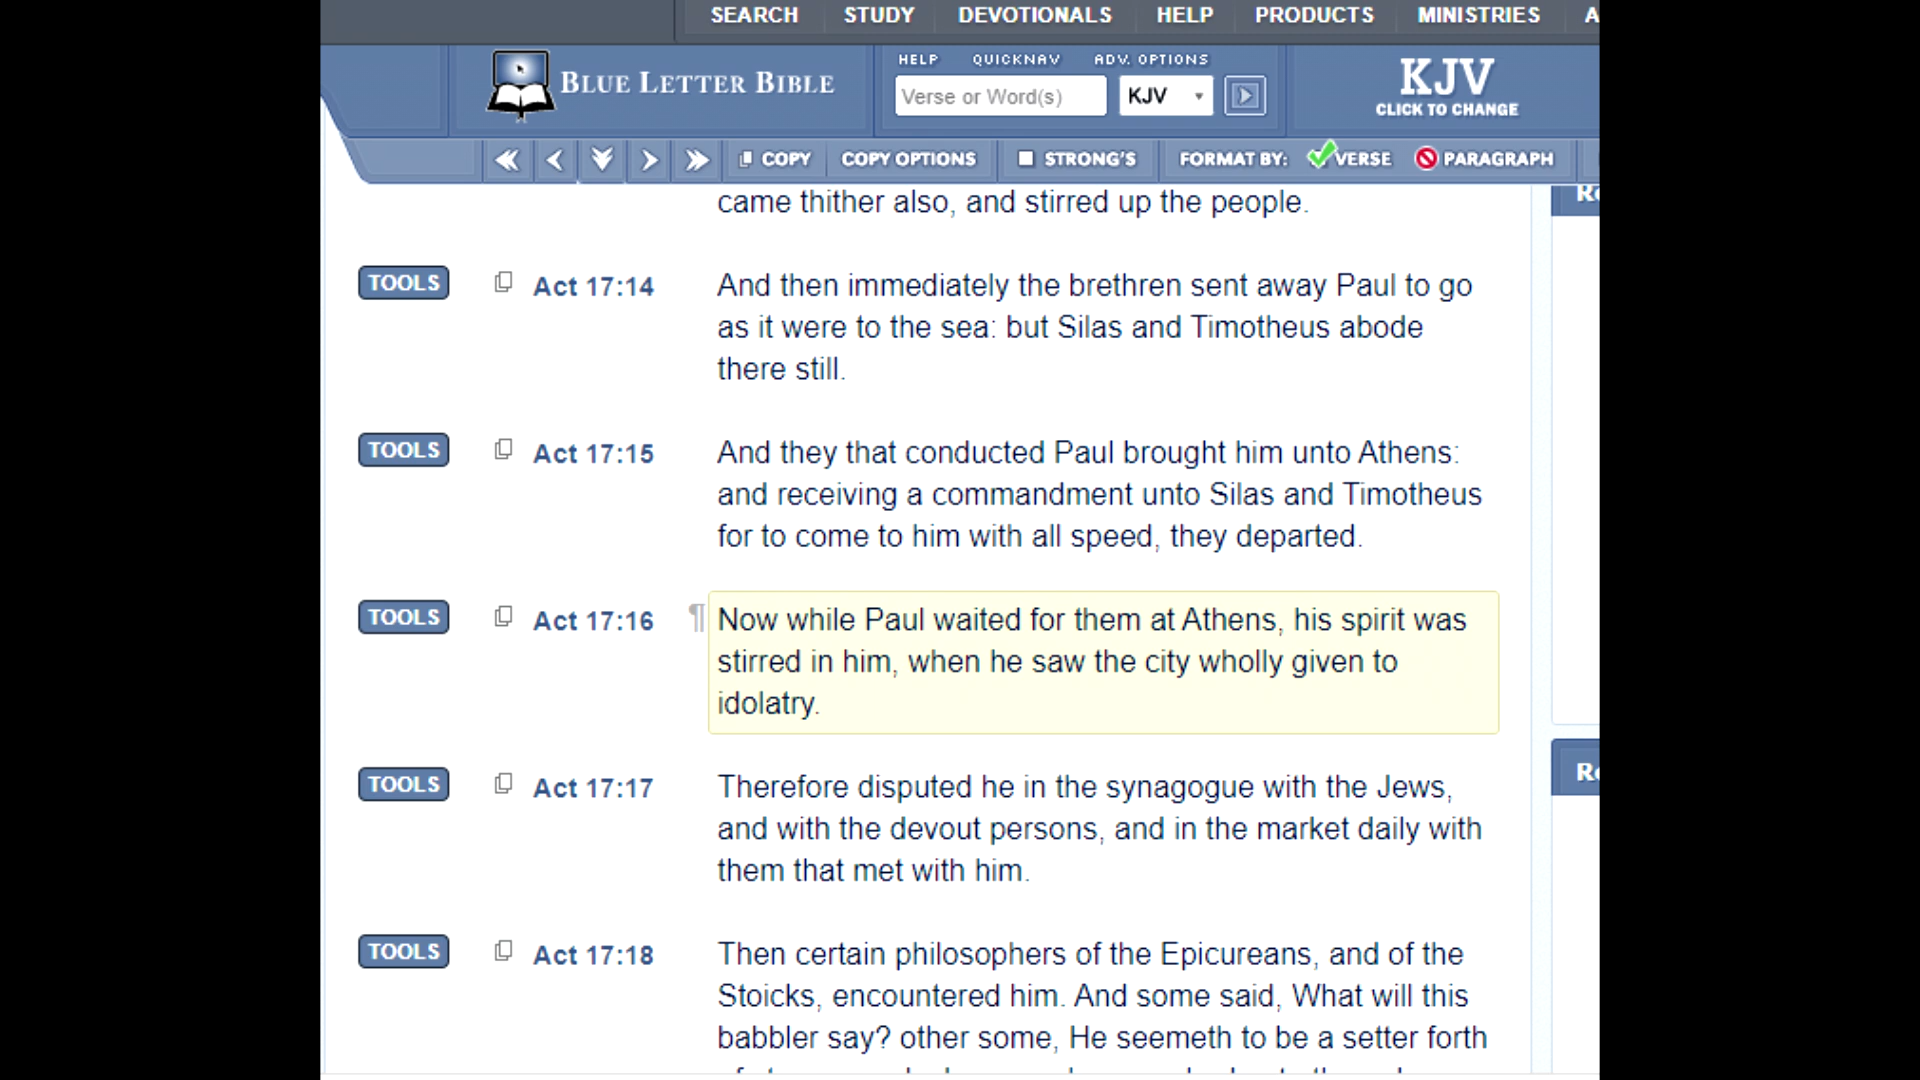 SEARCH STUDY DEVOTIONALS HELP PRODUCTS MINISTRIES
BLUE LETTER BIBLE
HELP QUICKNAV ADV. OPTIONS
Verse or Word(s) KJV
KJV
CLICK TO CHANGE
COPY COPY OPTIONS STRONG'S FORMAT BY: VERSE PARAGRAPH
came thither also, and stirred up the people.
TOOLS Act 17:14 And then immediately the brethren sent away Paul to go
as it were to the sea: but Silas and Timotheus abode
there still.
TOOLS Act 17:15 And they that conducted Paul brought him unto Athens:
and receiving a commandment unto Silas and Timotheus
for to come to him with all speed, they departed.
TOOLS Act 17:16 ¶ Now while Paul waited for them at Athens, his spirit was
stirred in him, when he saw the city wholly given to
idolatry.
TOOLS Act 17:17 Therefore disputed he in the synagogue with the Jews,
and with the devout persons, and in the market daily with
them that met with him.
TOOLS Act 17:18 Then certain philosophers of the Epicureans, and of the
Stoicks, encountered him. And some said, What will this
babbler say? other some, He seemeth to be a setter forth